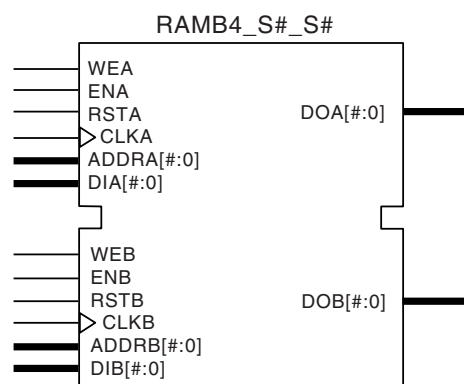 RAMB4_S#_S#
WEA
ENA
RSTA
CLKA
ADDRA[#:0]
DIA[#:0]
DOA[#:0]
WEB
ENB
RSTB
CLKB
ADDRB[#:0]
DIB[#:0]
DOB[#:0]